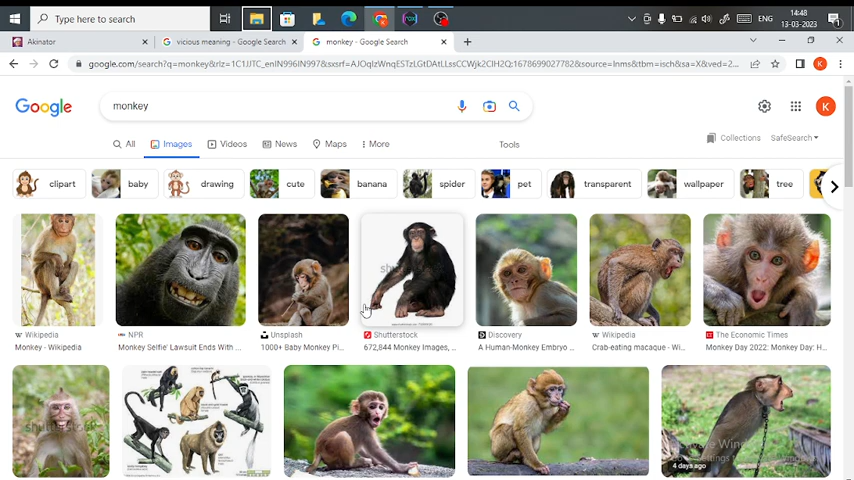 Type here to search
ENG
14:48
13-03-2023
Akinator
vicious meaning - Google Search
monkey - Google Search
google.com/search?q=monkey&rlz=1C1JJTC_enIN996IN997&sxsrf=AJOqlzWnqESTzLGtDAtLLssCCWjk2ClH2Q:1678699027782&source=lnms&tbm=isch&sa=X&ved=2...
K
Google
monkey
K
All
Images
Videos
News
Maps
More
Tools
Collections
SafeSearch
clipart
baby
drawing
cute
banana
spider
pet
transparent
wallpaper
tree
Wikipedia
Monkey - Wikipedia
NPR
Monkey Selfie' Lawsuit Ends With ...
Unsplash
1000+ Baby Monkey Pi...
Shutterstock
672,844 Monkey Images, ...
Discovery
A Human-Monkey Embryo ...
Wikipedia
Crab-eating macaque - Wi...
The Economic Times
Monkey Day 2022: Monkey Day: H...
4 days ago